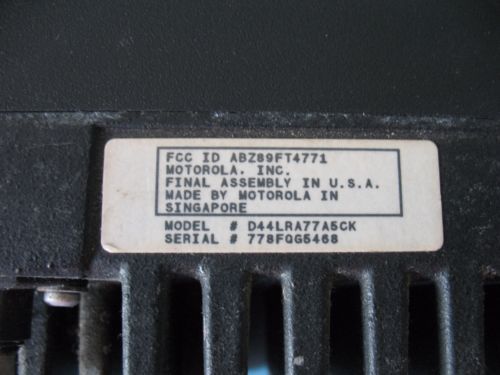 FCC ID ABZ89FT4771
MOTOROLA, INC.
FINAL ASSEMBLY IN U.S.A.
MADE BY MOTOROLA IN
SINGAPORE
MODEL # D44LRA77A5CK
SERIAL # 778FQG5468